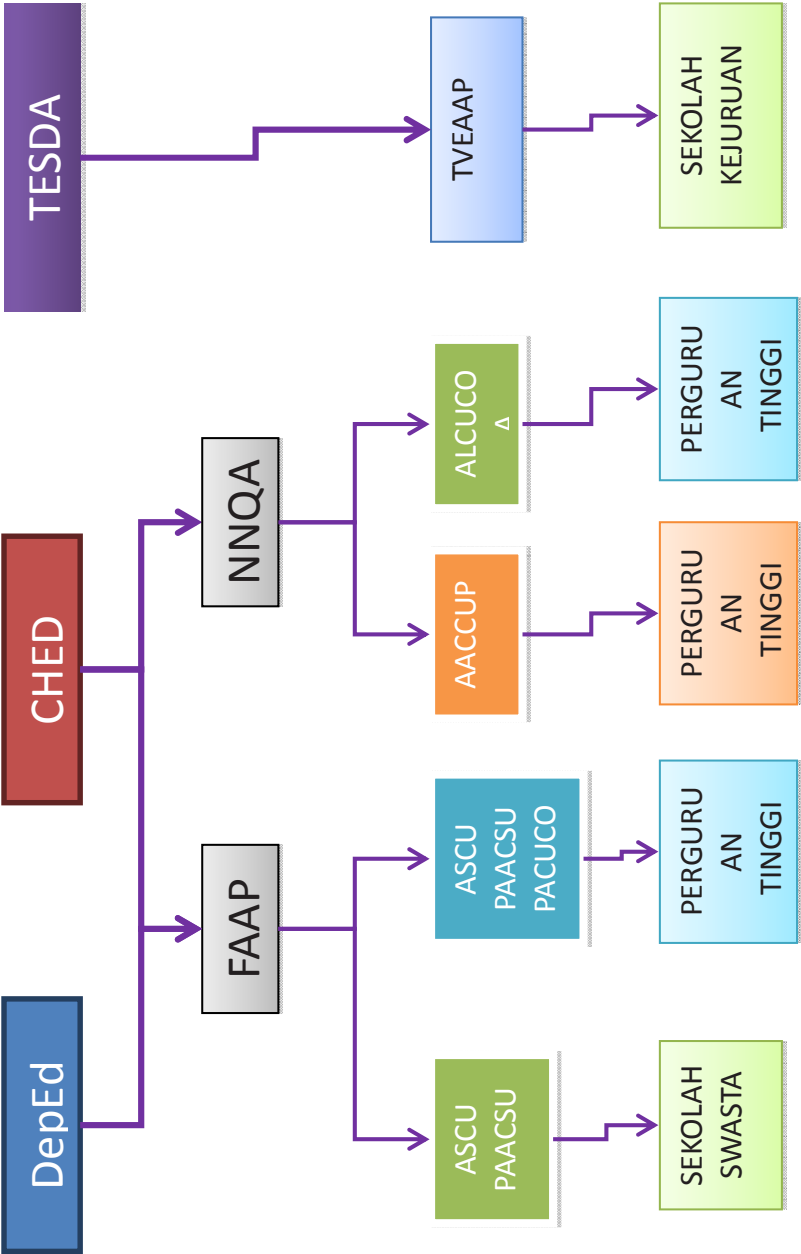 DepEd
CHED
TESDA
FAAP
NNQA
ASCU
PAACSU
ASCU
PAACSU
PACUCO
AACCUP
ALCUCO
TVEAAP
SEKOLAH
SWASTA
PERGURU
AN
TINGGI
PERGURU
AN
TINGGI
PERGURU
AN
TINGGI
SEKOLAH
KEJURUAN